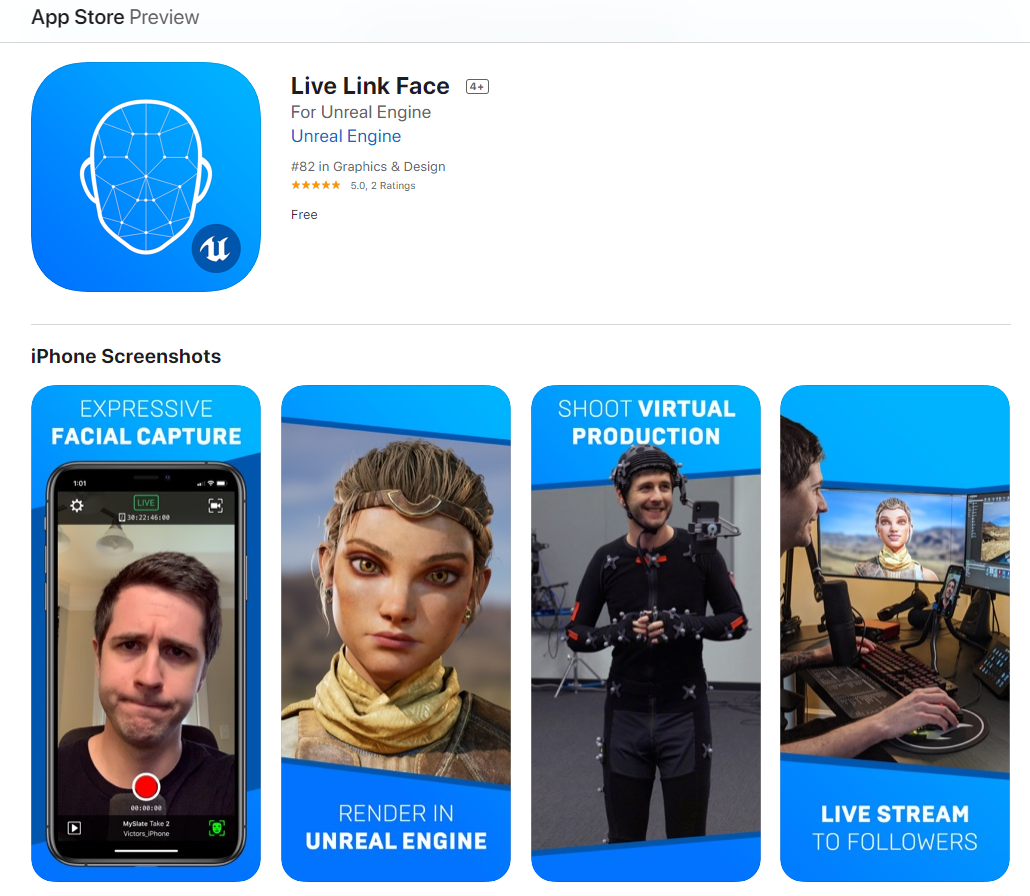 App Store Preview
Live Link Face 4+
For Unreal Engine
Unreal Engine
#82 in Graphics & Design
★★★★★ 5.0, 2 Ratings
Free
iPhone Screenshots
EXPRESSIVE
FACIAL CAPTURE
1:01
LIVE
30:22:46:00
00:00:00
MySlate Take 2
Victors_iPhone
RENDER IN
UNREAL ENGINE
SHOOT VIRTUAL
PRODUCTION
LIVE STREAM
TO FOLLOWERS